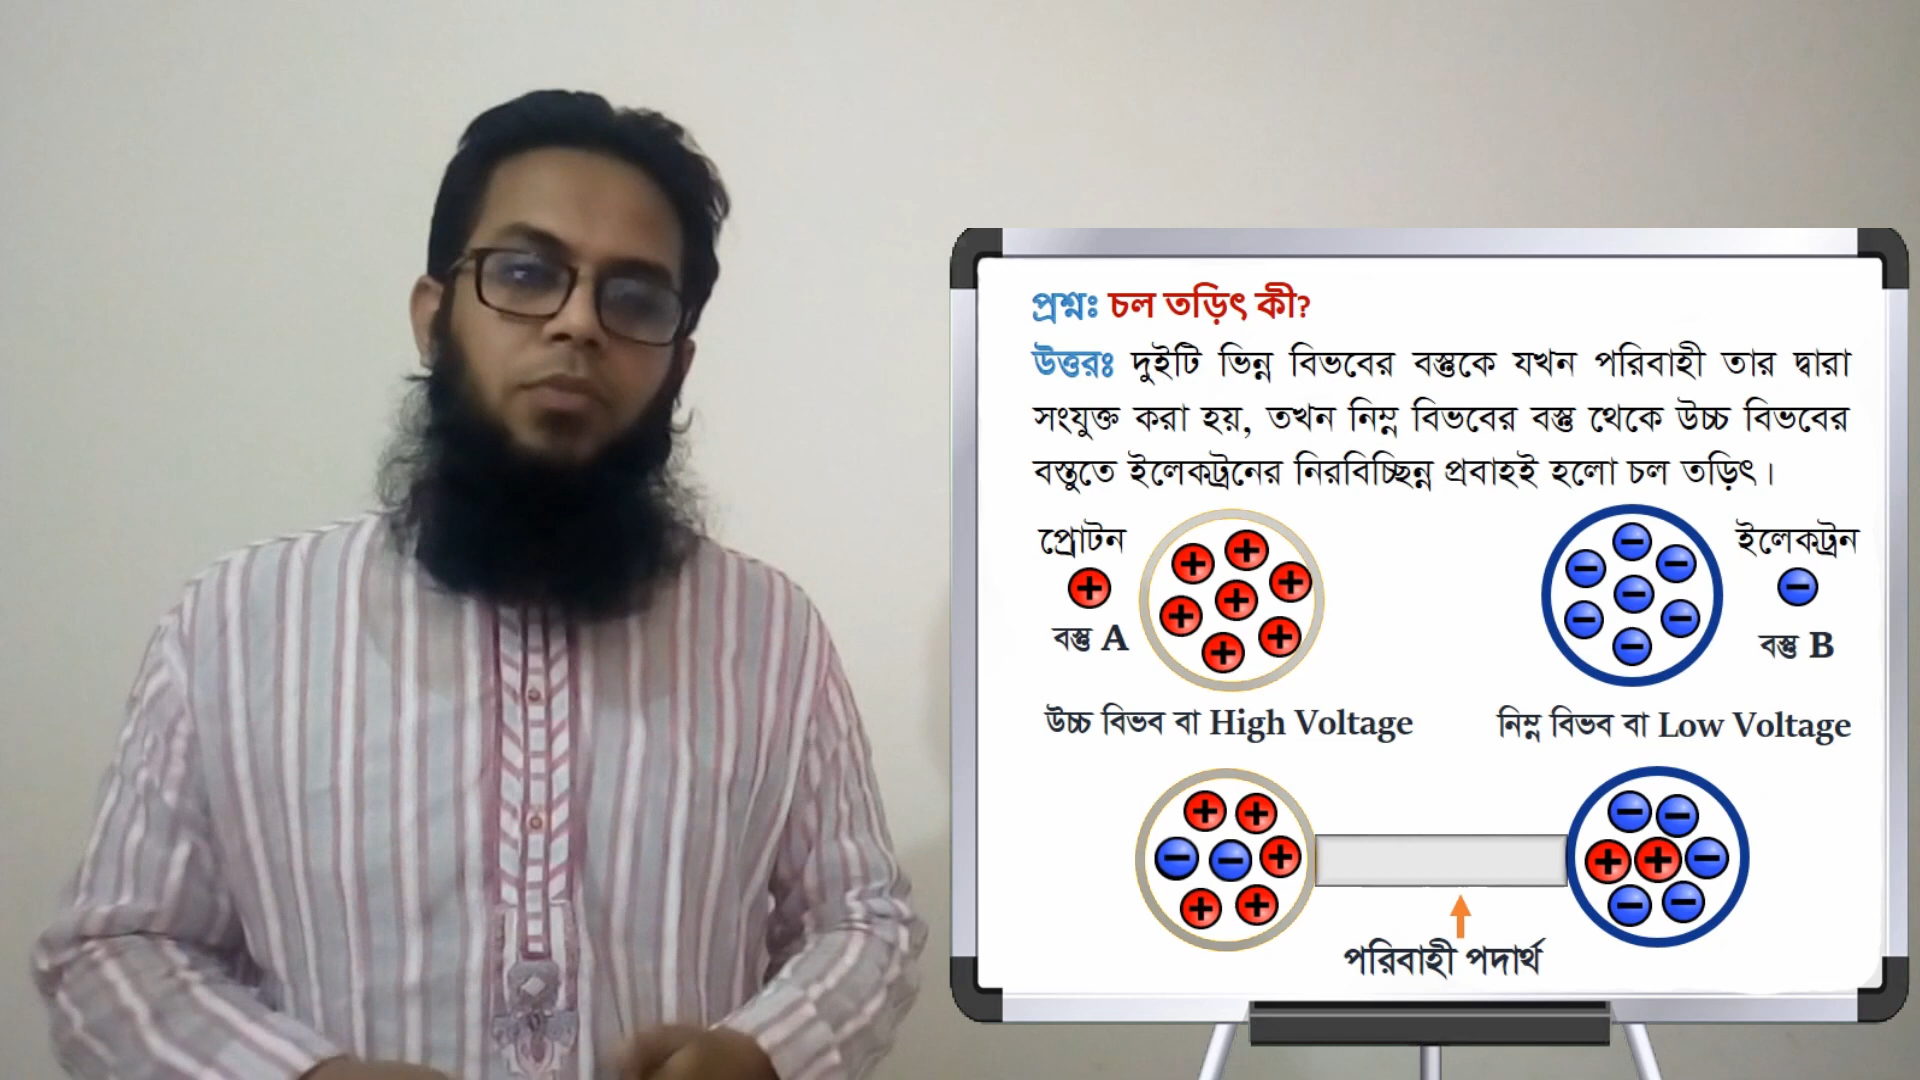 প্রশ্নঃ চল তড়িৎ কী?
উত্তরঃ দুইটি ভিন্ন বিভবের বস্তুকে যখন পরিবাহী তার দ্বারা
সংযুক্ত করা হয়, তখন নিম্ন বিভবের বস্তু থেকে উচ্চ বিভবের
বস্তুতে ইলেকট্রনের নিরবিচ্ছিন্ন প্রবাহই হলো চল তড়িৎ।
প্রোটন
বস্তু A
ইলেকট্রন
বস্তু B
উচ্চ বিভব বা High Voltage
নিম্ন বিভব বা Low Voltage
পরিবাহী পদার্থ